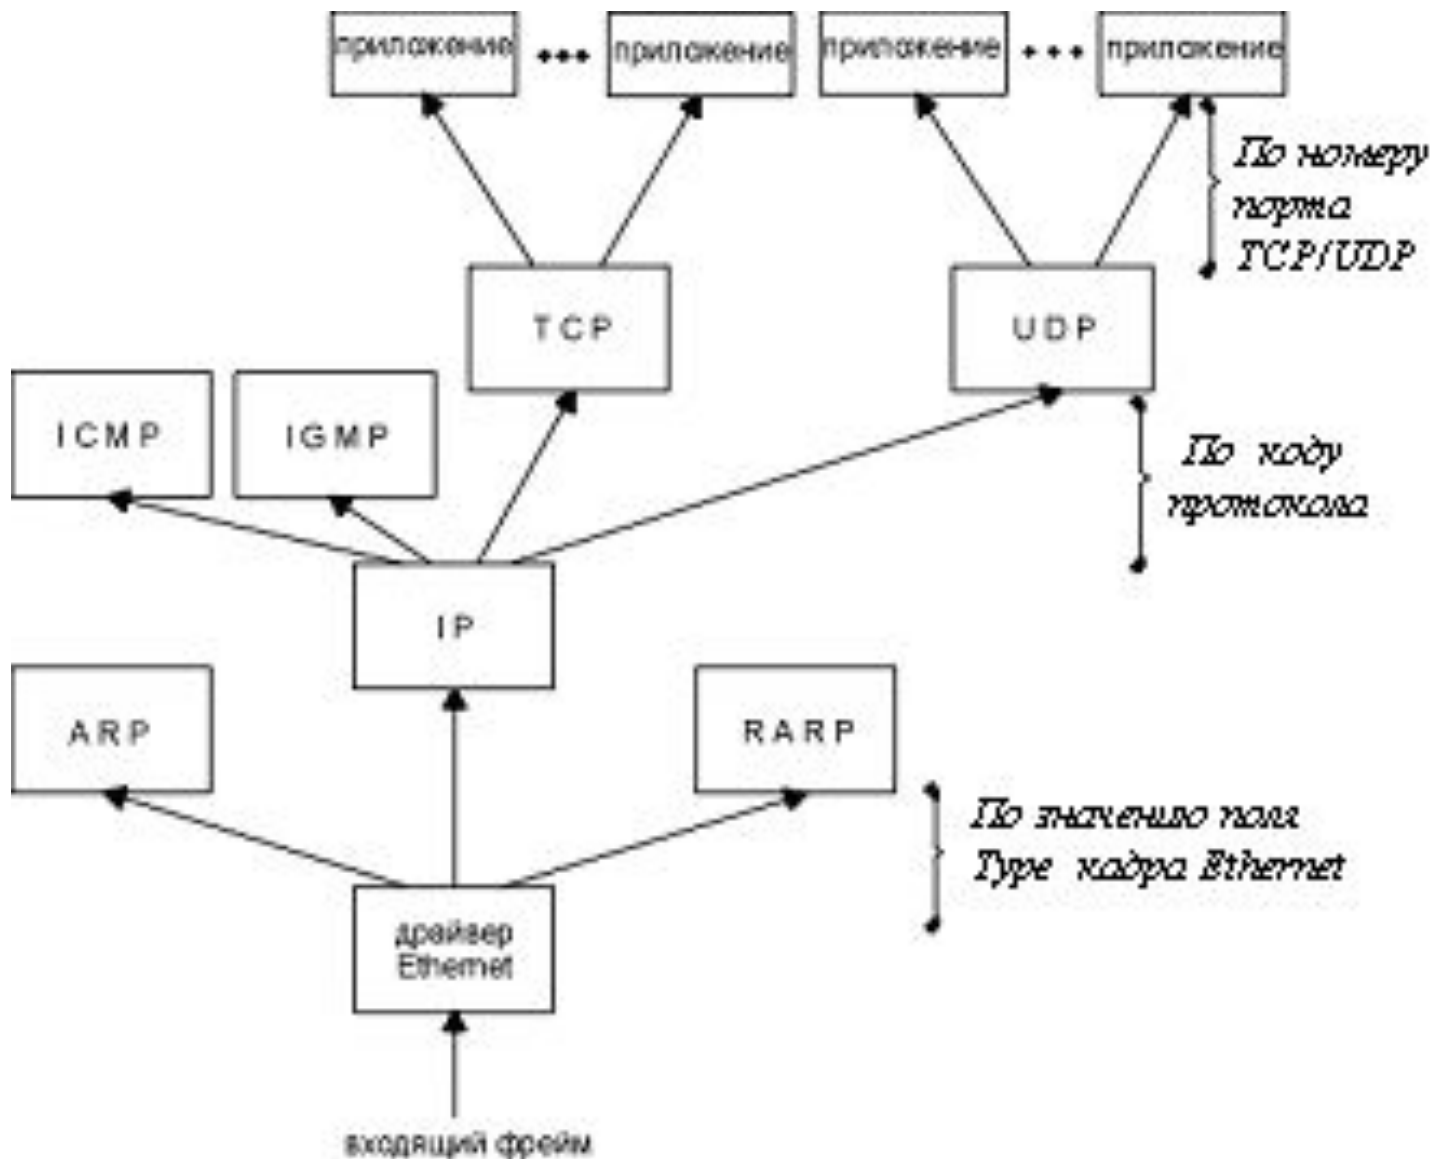 приложение ••• приложение приложение ••• приложение
По номеру
порта
TCP/UDP
TCP
UDP
ICMP
IGMP
По коду
протокола
IP
ARP
RARP
По значению поля
Type кадра Ethernet
драйвер
Ethernet
входящий фрейм